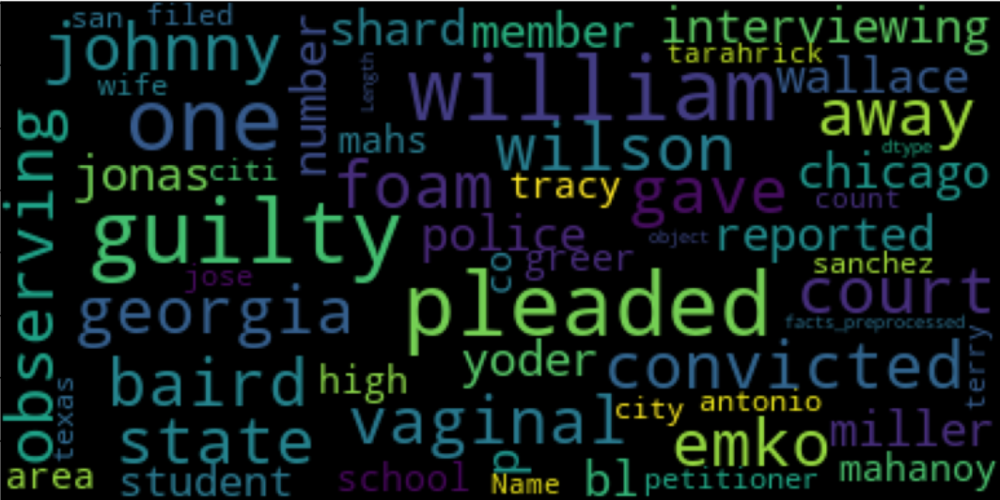 san filed
johnny
wife
number
shard
member
interviewing
tarahrick
Length
william
wallace
one
away
observing
mahs
wilson
dtype
jonas
citi
foam
tracy
gave
chicago
count
guilty
police
object
reported
jose
co
greer
sanchez
georgia
pleaded
court
facts_preprocessed
terry
baird
high
yoder
convicted
texas
vaginal
city
antonio
state
emko
miller
area
student
school
p
Name
bl
petitioner
mahanoy